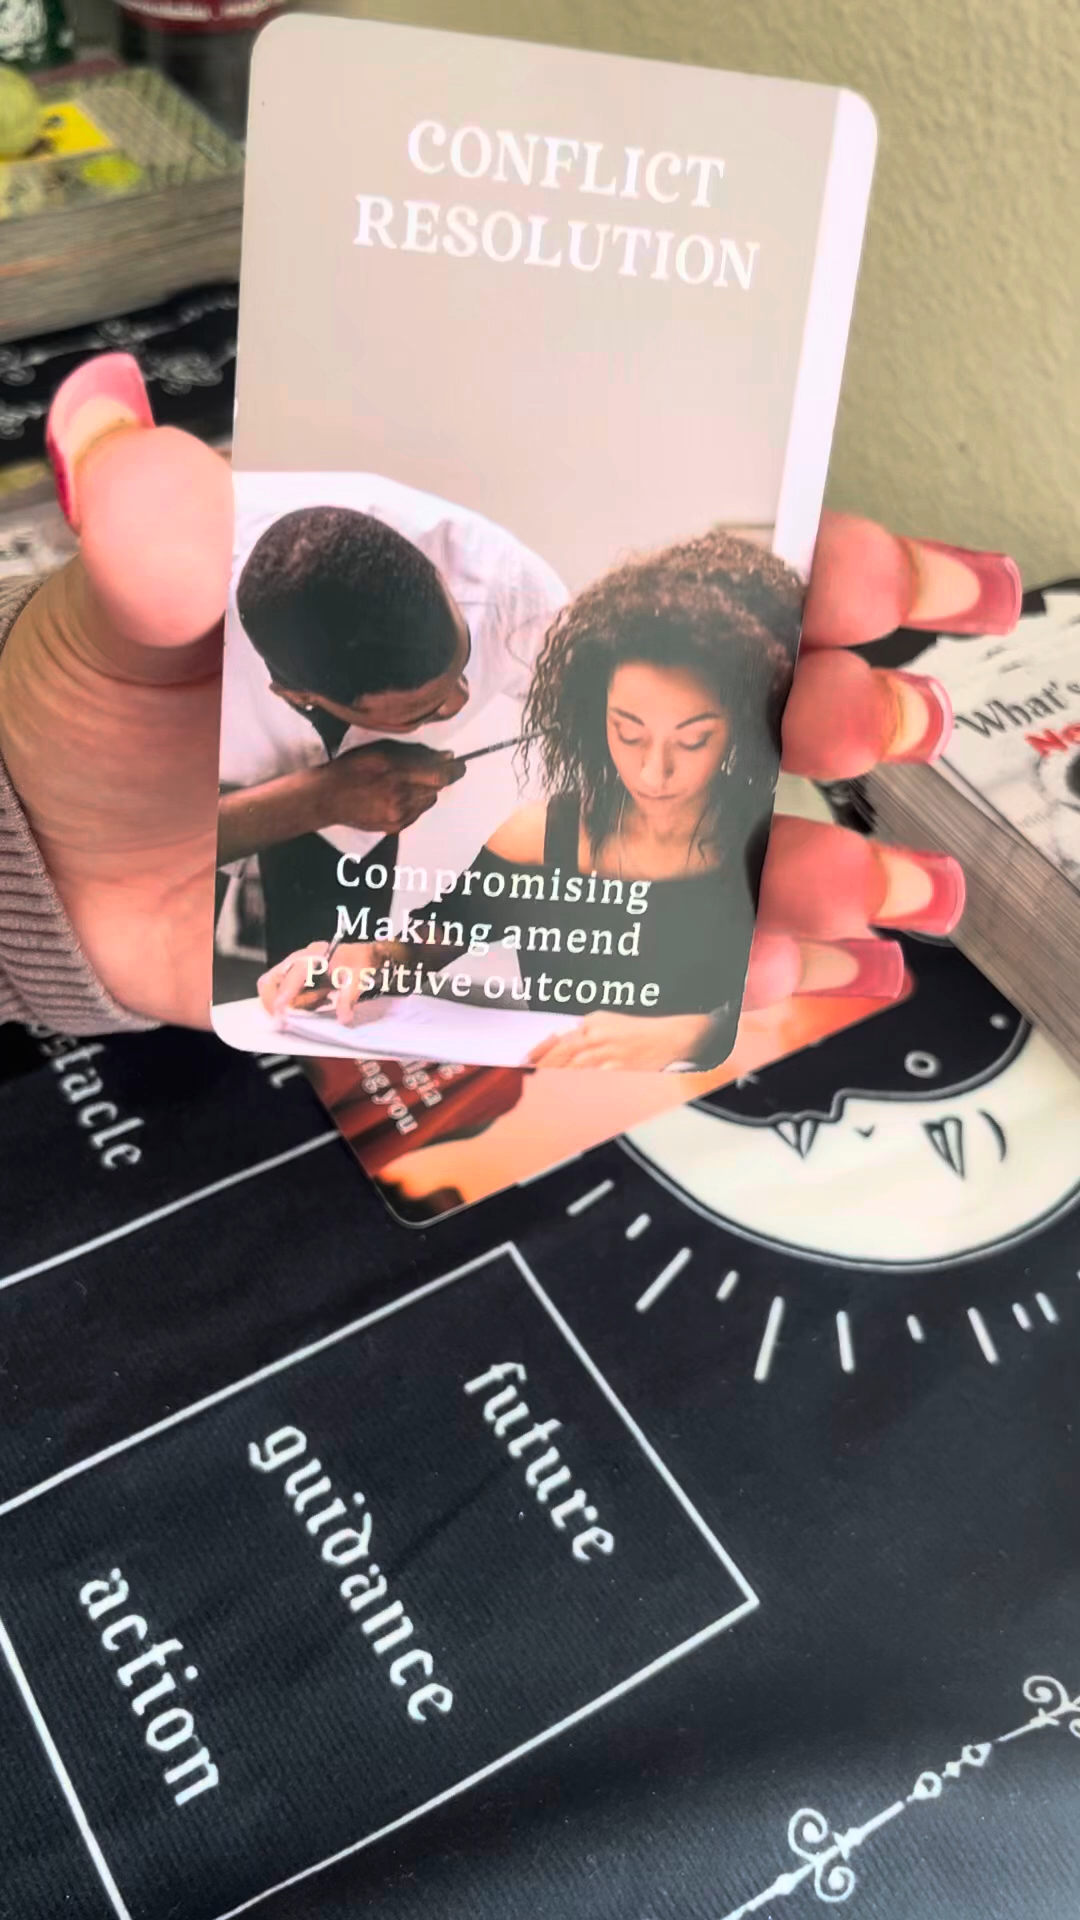 CONFLICT
RESOLUTION
Compromising
Making amend
Positive outcome
What's
future
guidance
action